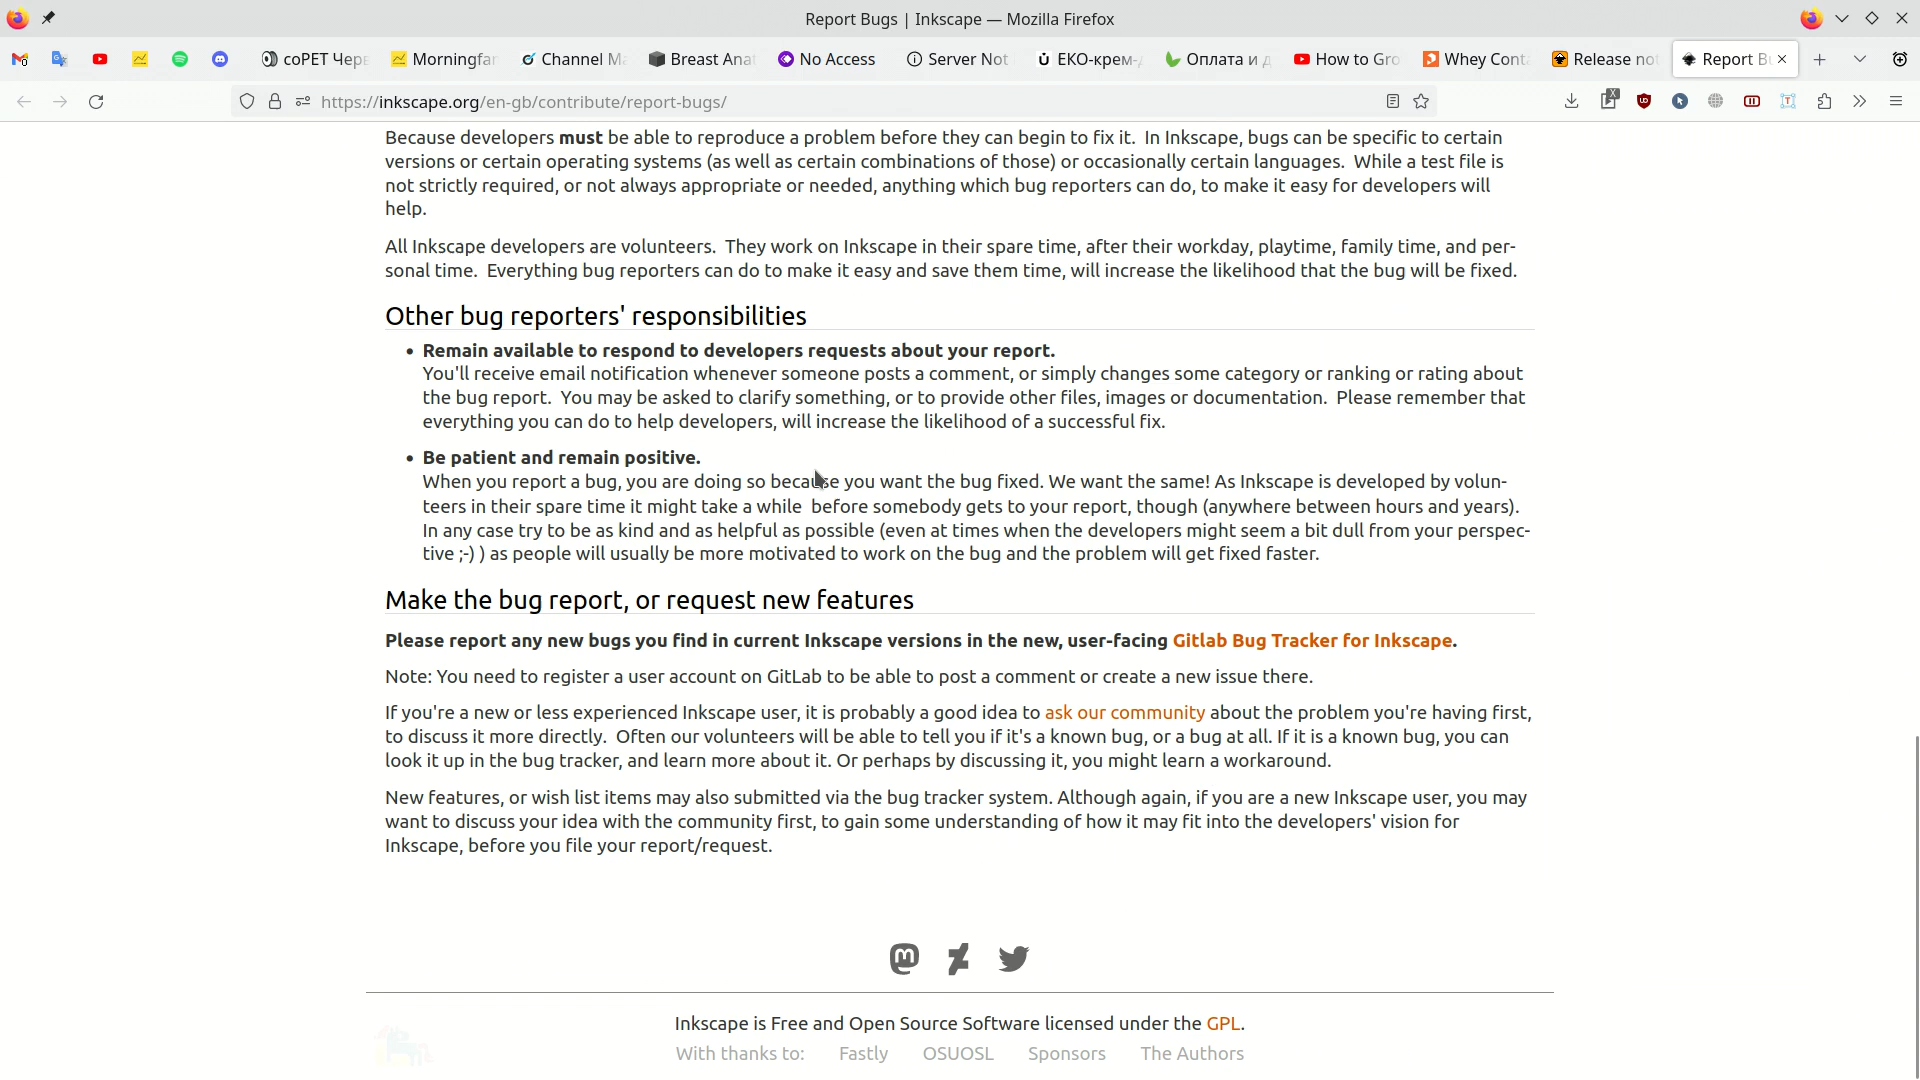 Report Bugs | Inkscape — Mozilla Firefox
соРЕТ Чере
Morningfar
Channel Ma
Breast Anat
No Access
Server Not
ЕКО-крем-
Оплата и д
How to Gro
Whey Conta
Release not
Report Bu
https://inkscape.org/en-gb/contribute/report-bugs/
Because developers must be able to reproduce a problem before they can begin to fix it.  In Inkscape, bugs can be specific to certain
versions or certain operating systems (as well as certain combinations of those) or occasionally certain languages.  While a test file is
not strictly required, or not always appropriate or needed, anything which bug reporters can do, to make it easy for developers will
help.
All Inkscape developers are volunteers.  They work on Inkscape in their spare time, after their workday, playtime, family time, and per-
sonal time.  Everything bug reporters can do to make it easy and save them time, will increase the likelihood that the bug will be fixed.
Other bug reporters' responsibilities
• Remain available to respond to developers requests about your report.
You'll receive email notification whenever someone posts a comment, or simply changes some category or ranking or rating about
the bug report.  You may be asked to clarify something, or to provide other files, images or documentation.  Please remember that
everything you can do to help developers, will increase the likelihood of a successful fix.
• Be patient and remain positive.
When you report a bug, you are doing so because you want the bug fixed. We want the same! As Inkscape is developed by volun-
teers in their spare time it might take a while  before somebody gets to your report, though (anywhere between hours and years).
In any case try to be as kind and as helpful as possible (even at times when the developers might seem a bit dull from your perspec-
tive ;-) ) as people will usually be more motivated to work on the bug and the problem will get fixed faster.
Make the bug report, or request new features
Please report any new bugs you find in current Inkscape versions in the new, user-facing Gitlab Bug Tracker for Inkscape.
Note: You need to register a user account on GitLab to be able to post a comment or create a new issue there.
If you're a new or less experienced Inkscape user, it is probably a good idea to ask our community about the problem you're having first,
to discuss it more directly.  Often our volunteers will be able to tell you if it's a known bug, or a bug at all. If it is a known bug, you can
look it up in the bug tracker, and learn more about it. Or perhaps by discussing it, you might learn a workaround.
New features, or wish list items may also submitted via the bug tracker system. Although again, if you are a new Inkscape user, you may
want to discuss your idea with the community first, to gain some understanding of how it may fit into the developers' vision for
Inkscape, before you file your report/request.
Inkscape is Free and Open Source Software licensed under the GPL.
With thanks to: Fastly OSUOSL Sponsors The Authors